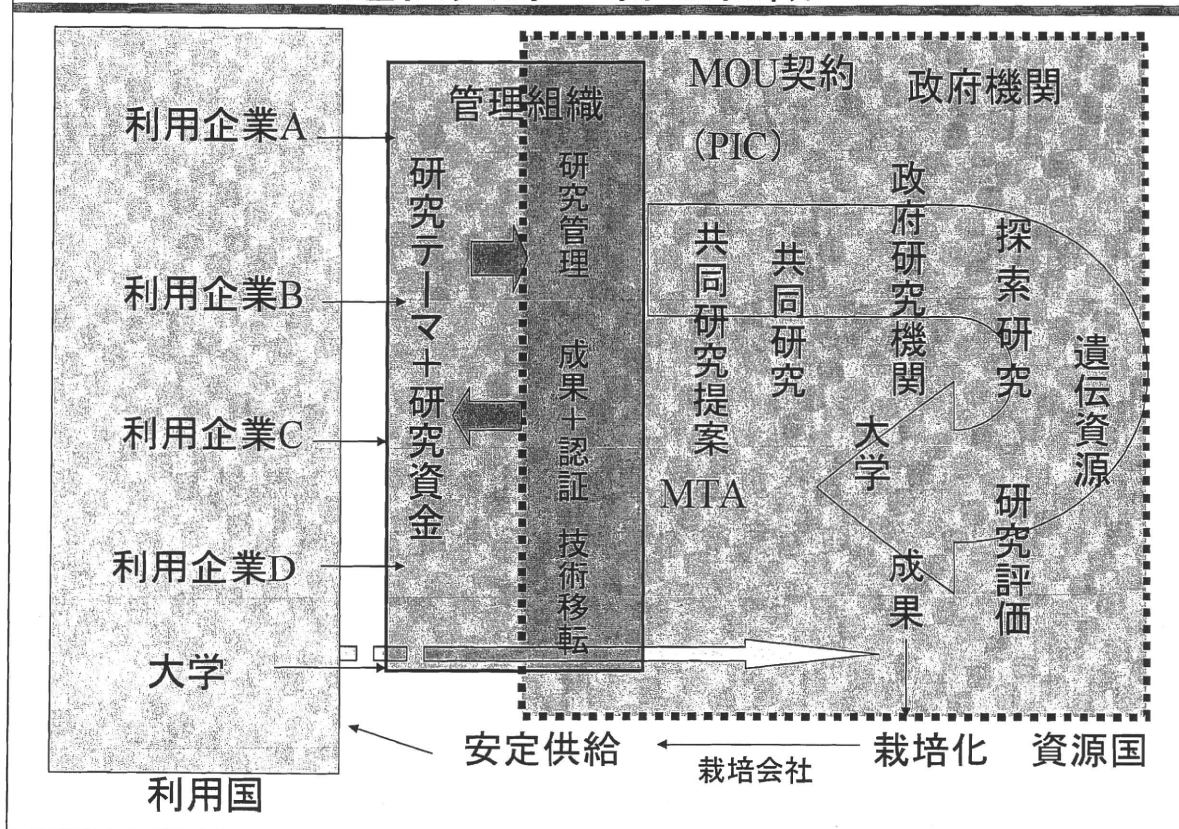 利用企業A
利用企業B
利用企業C
利用企業D
大学
利用国
管理組織
研究テーマ+研究資金
研究管理
成果+認証
技術移転
MOU契約
(PIC)
政府機関
共同研究提案
共同研究
政府研究機関
探索研究
遺伝資源
大学
MTA
研究評価
成果
安定供給
栽培会社
栽培化
資源国